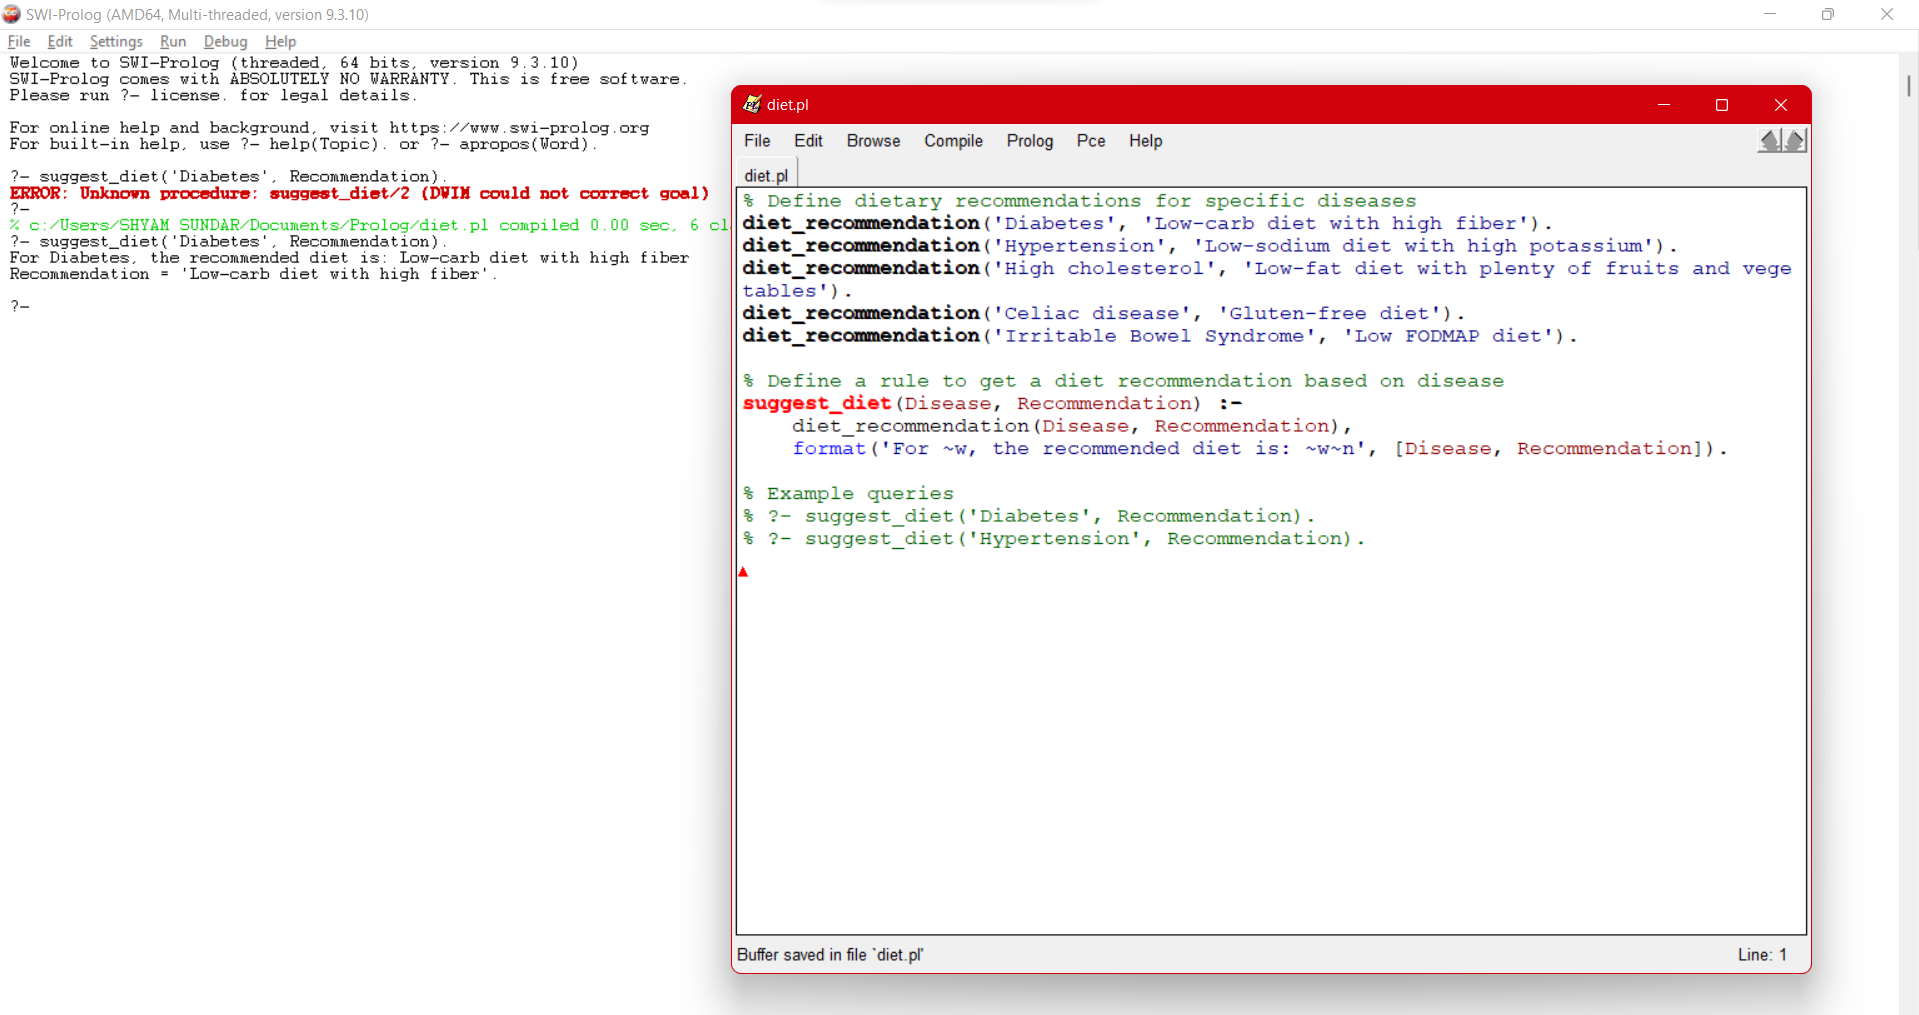 SWI-Prolog (AMD64, Multi-threaded, version 9.3.10)
File Edit Settings Run Debug Help
Welcome to SWI-Prolog (threaded, 64 bits, version 9.3.10)
SWI-Prolog comes with ABSOLUTELY NO WARRANTY. This is free software.
Please run ?- license. for legal details.
For online help and background, visit https://www.swi-prolog.org
For built-in help, use ?- help(Topic). or ?- apropos(Word).
?- suggest_diet('Diabetes', Recommendation).
ERROR: Unknown procedure: suggest_diet/2 (DWIM could not correct goal)
?-
% c:/Users/SHYAM SUNDAR/Documents/Prolog/diet.pl compiled 0.00 sec, 6 cl
?- suggest_diet('Diabetes', Recommendation).
For Diabetes, the recommended diet is: Low-carb diet with high fiber
Recommendation = 'Low-carb diet with high fiber'.
?-
diet.pl
File Edit Browse Compile Prolog Pce Help
diet.pl
% Define dietary recommendations for specific diseases
diet_recommendation('Diabetes', 'Low-carb diet with high fiber').
diet_recommendation('Hypertension', 'Low-sodium diet with high potassium').
diet_recommendation('High cholesterol', 'Low-fat diet with plenty of fruits and vege
tables').
diet_recommendation('Celiac disease', 'Gluten-free diet').
diet_recommendation('Irritable Bowel Syndrome', 'Low FODMAP diet').
% Define a rule to get a diet recommendation based on disease
suggest_diet(Disease, Recommendation) :-
    diet_recommendation(Disease, Recommendation),
    format('For ~w, the recommended diet is: ~w~n', [Disease, Recommendation]).
% Example queries
% ?- suggest_diet('Diabetes', Recommendation).
% ?- suggest_diet('Hypertension', Recommendation).
Buffer saved in file `diet.pl'
Line: 1